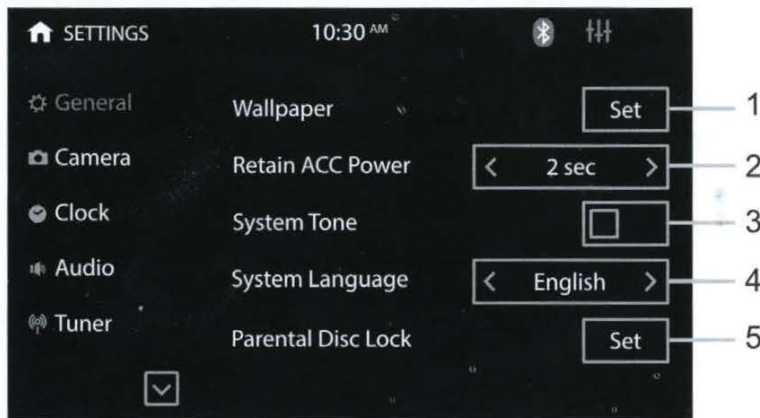 SETTINGS 10:30 AM
General
Wallpaper Set 1
Camera
Retain ACC Power < 2 sec > 2
Clock
System Tone 3
Audio
System Language < English > 4
Tuner
Parental Disc Lock Set 5